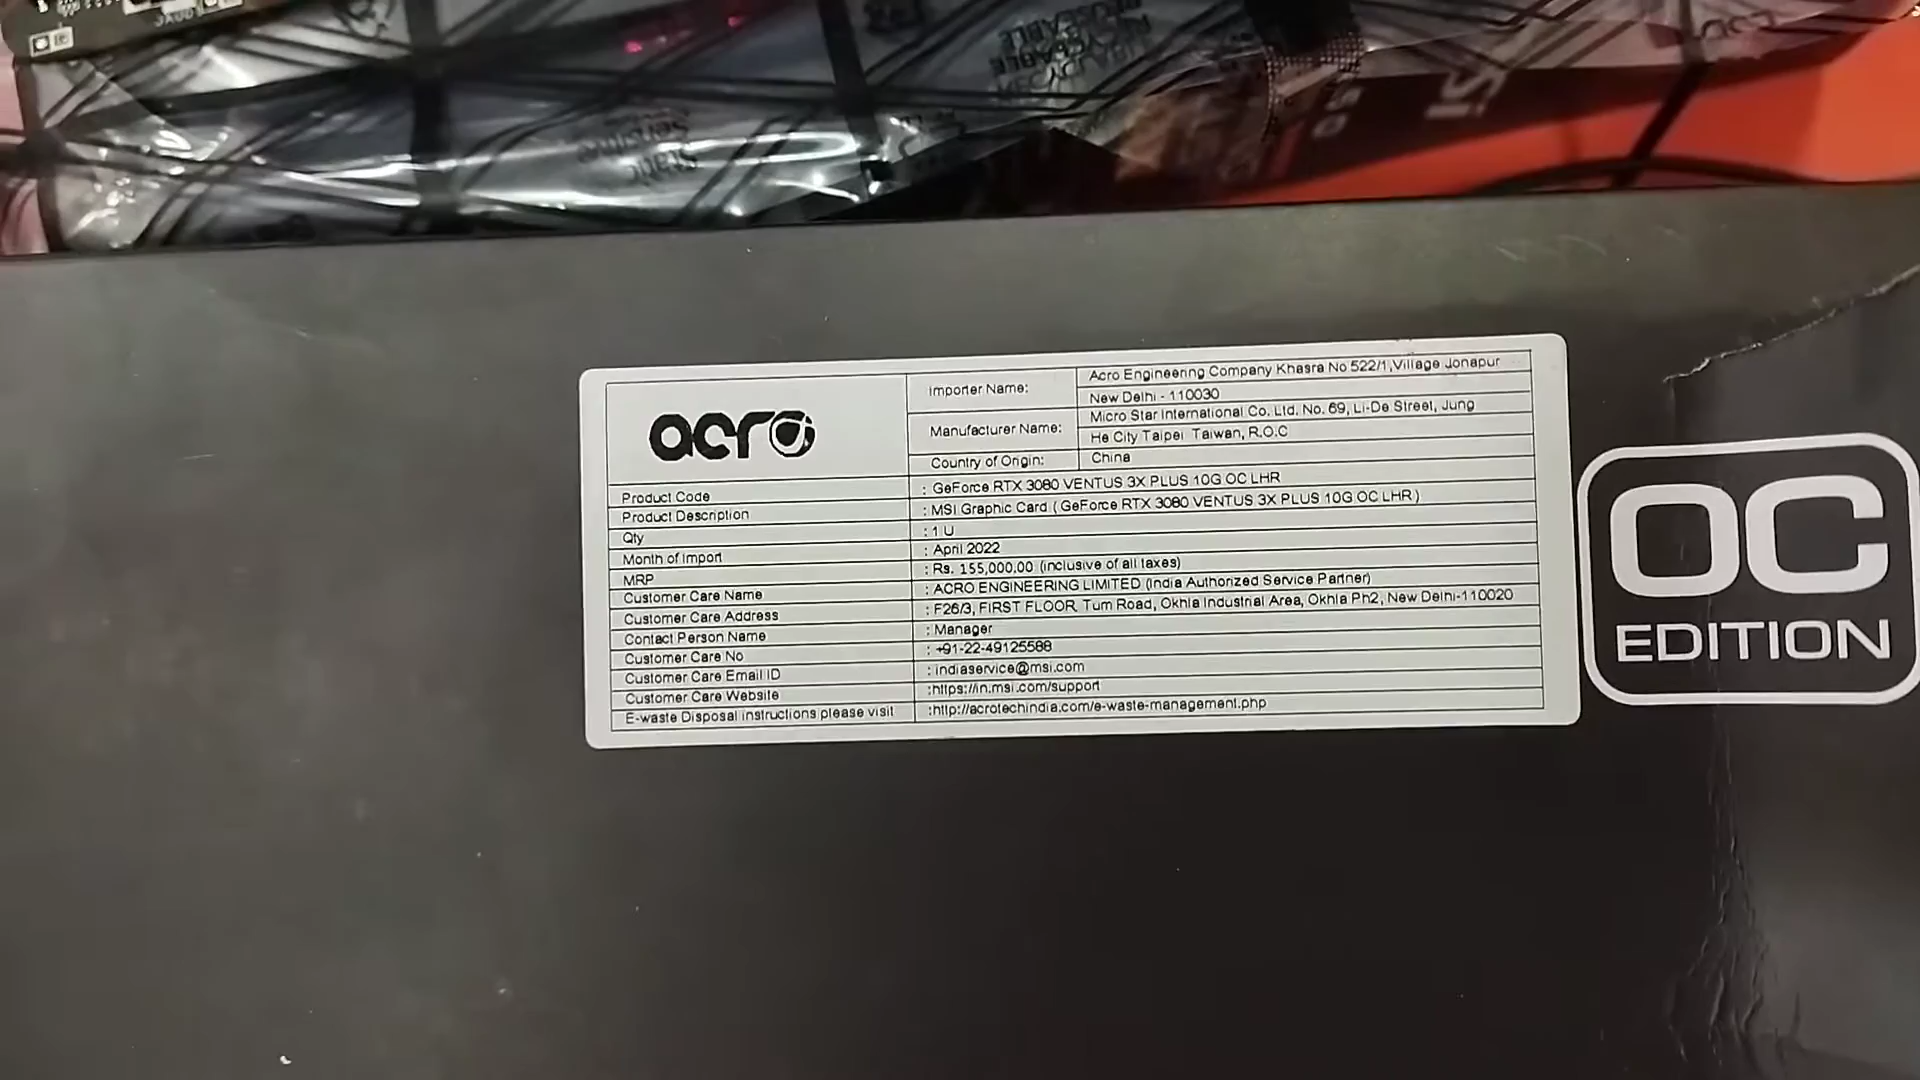 Static
Sensitive
acro
Importer Name:
Acro Engineering Company Khasra No 522/1,Village Jonapur
New Delhi - 110030
Manufacturer Name:
Micro Star International Co. Ltd. No. 69, Li-De Street, Jung
He City Taipei Taiwan, R.O.C
Country of Origin: China
Product Code : GeForce RTX 3080 VENTUS 3X PLUS 10G OC LHR
Product Description : MSI Graphic Card ( GeForce RTX 3080 VENTUS 3X PLUS 10G OC LHR )
Qty : 1 U
Month of Import : April 2022
MRP : Rs. 155,000.00 (inclusive of all taxes)
Customer Care Name : ACRO ENGINEERING LIMITED (India Authorized Service Partner)
Customer Care Address : F26/3, FIRST FLOOR, Tum Road, Okhla Industrial Area, Okhla Ph2, New Delhi-110020
Contact Person Name : Manager
Customer Care No : +91-22-49125588
Customer Care Email ID : indiaservice@msi.com
Customer Care Website :https://in.msi.com/support
E-waste Disposal instructions please visit :http://acrotechindia.com/e-waste-management.php
OC
EDITION